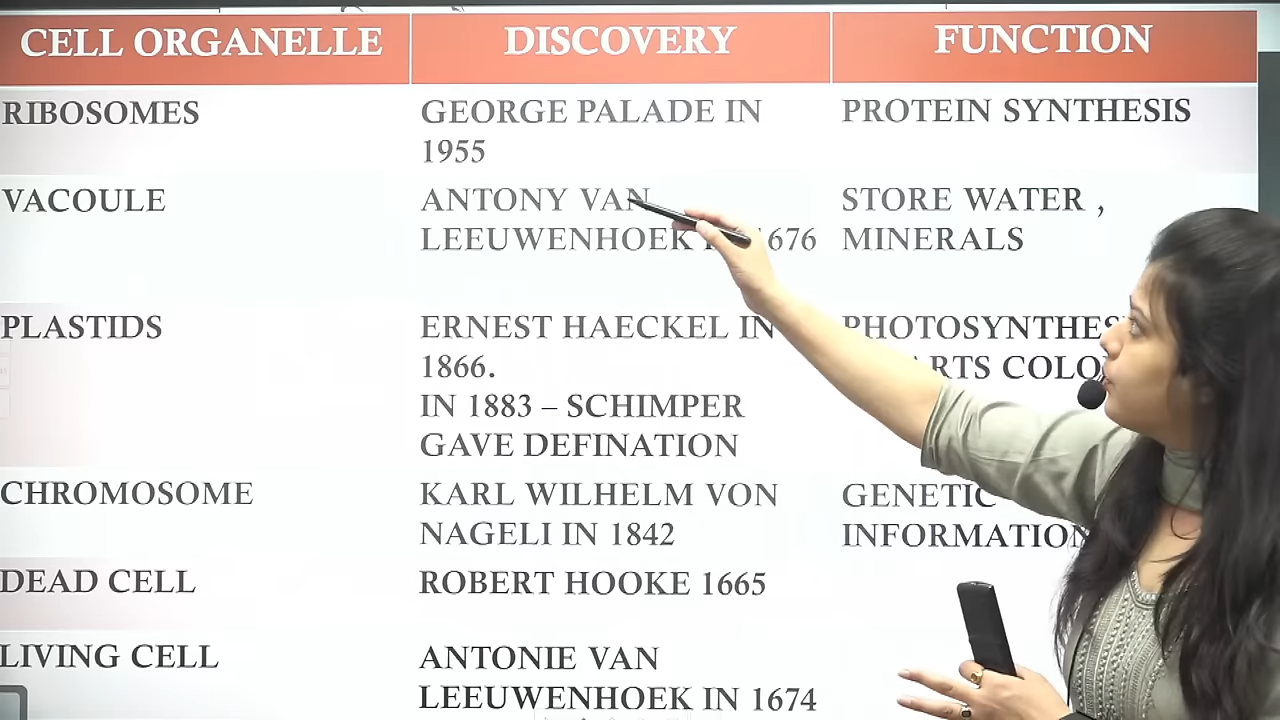 CELL ORGANELLE
DISCOVERY
FUNCTION
RIBOSOMES
GEORGE PALADE IN
1955
PROTEIN SYNTHESIS
VACOULE
ANTONY VAN
LEEUWENHOEK 1676
STORE WATER ,
MINERALS
PLASTIDS
ERNEST HAECKEL IN
1866.
IN 1883 – SCHIMPER
GAVE DEFINATION
CHROMOSOME
KARL WILHELM VON
NAGELI IN 1842
GENETIC
INFORMATION
DEAD CELL
ROBERT HOOKE 1665
LIVING CELL
ANTONIE VAN
LEEUWENHOEK IN 1674